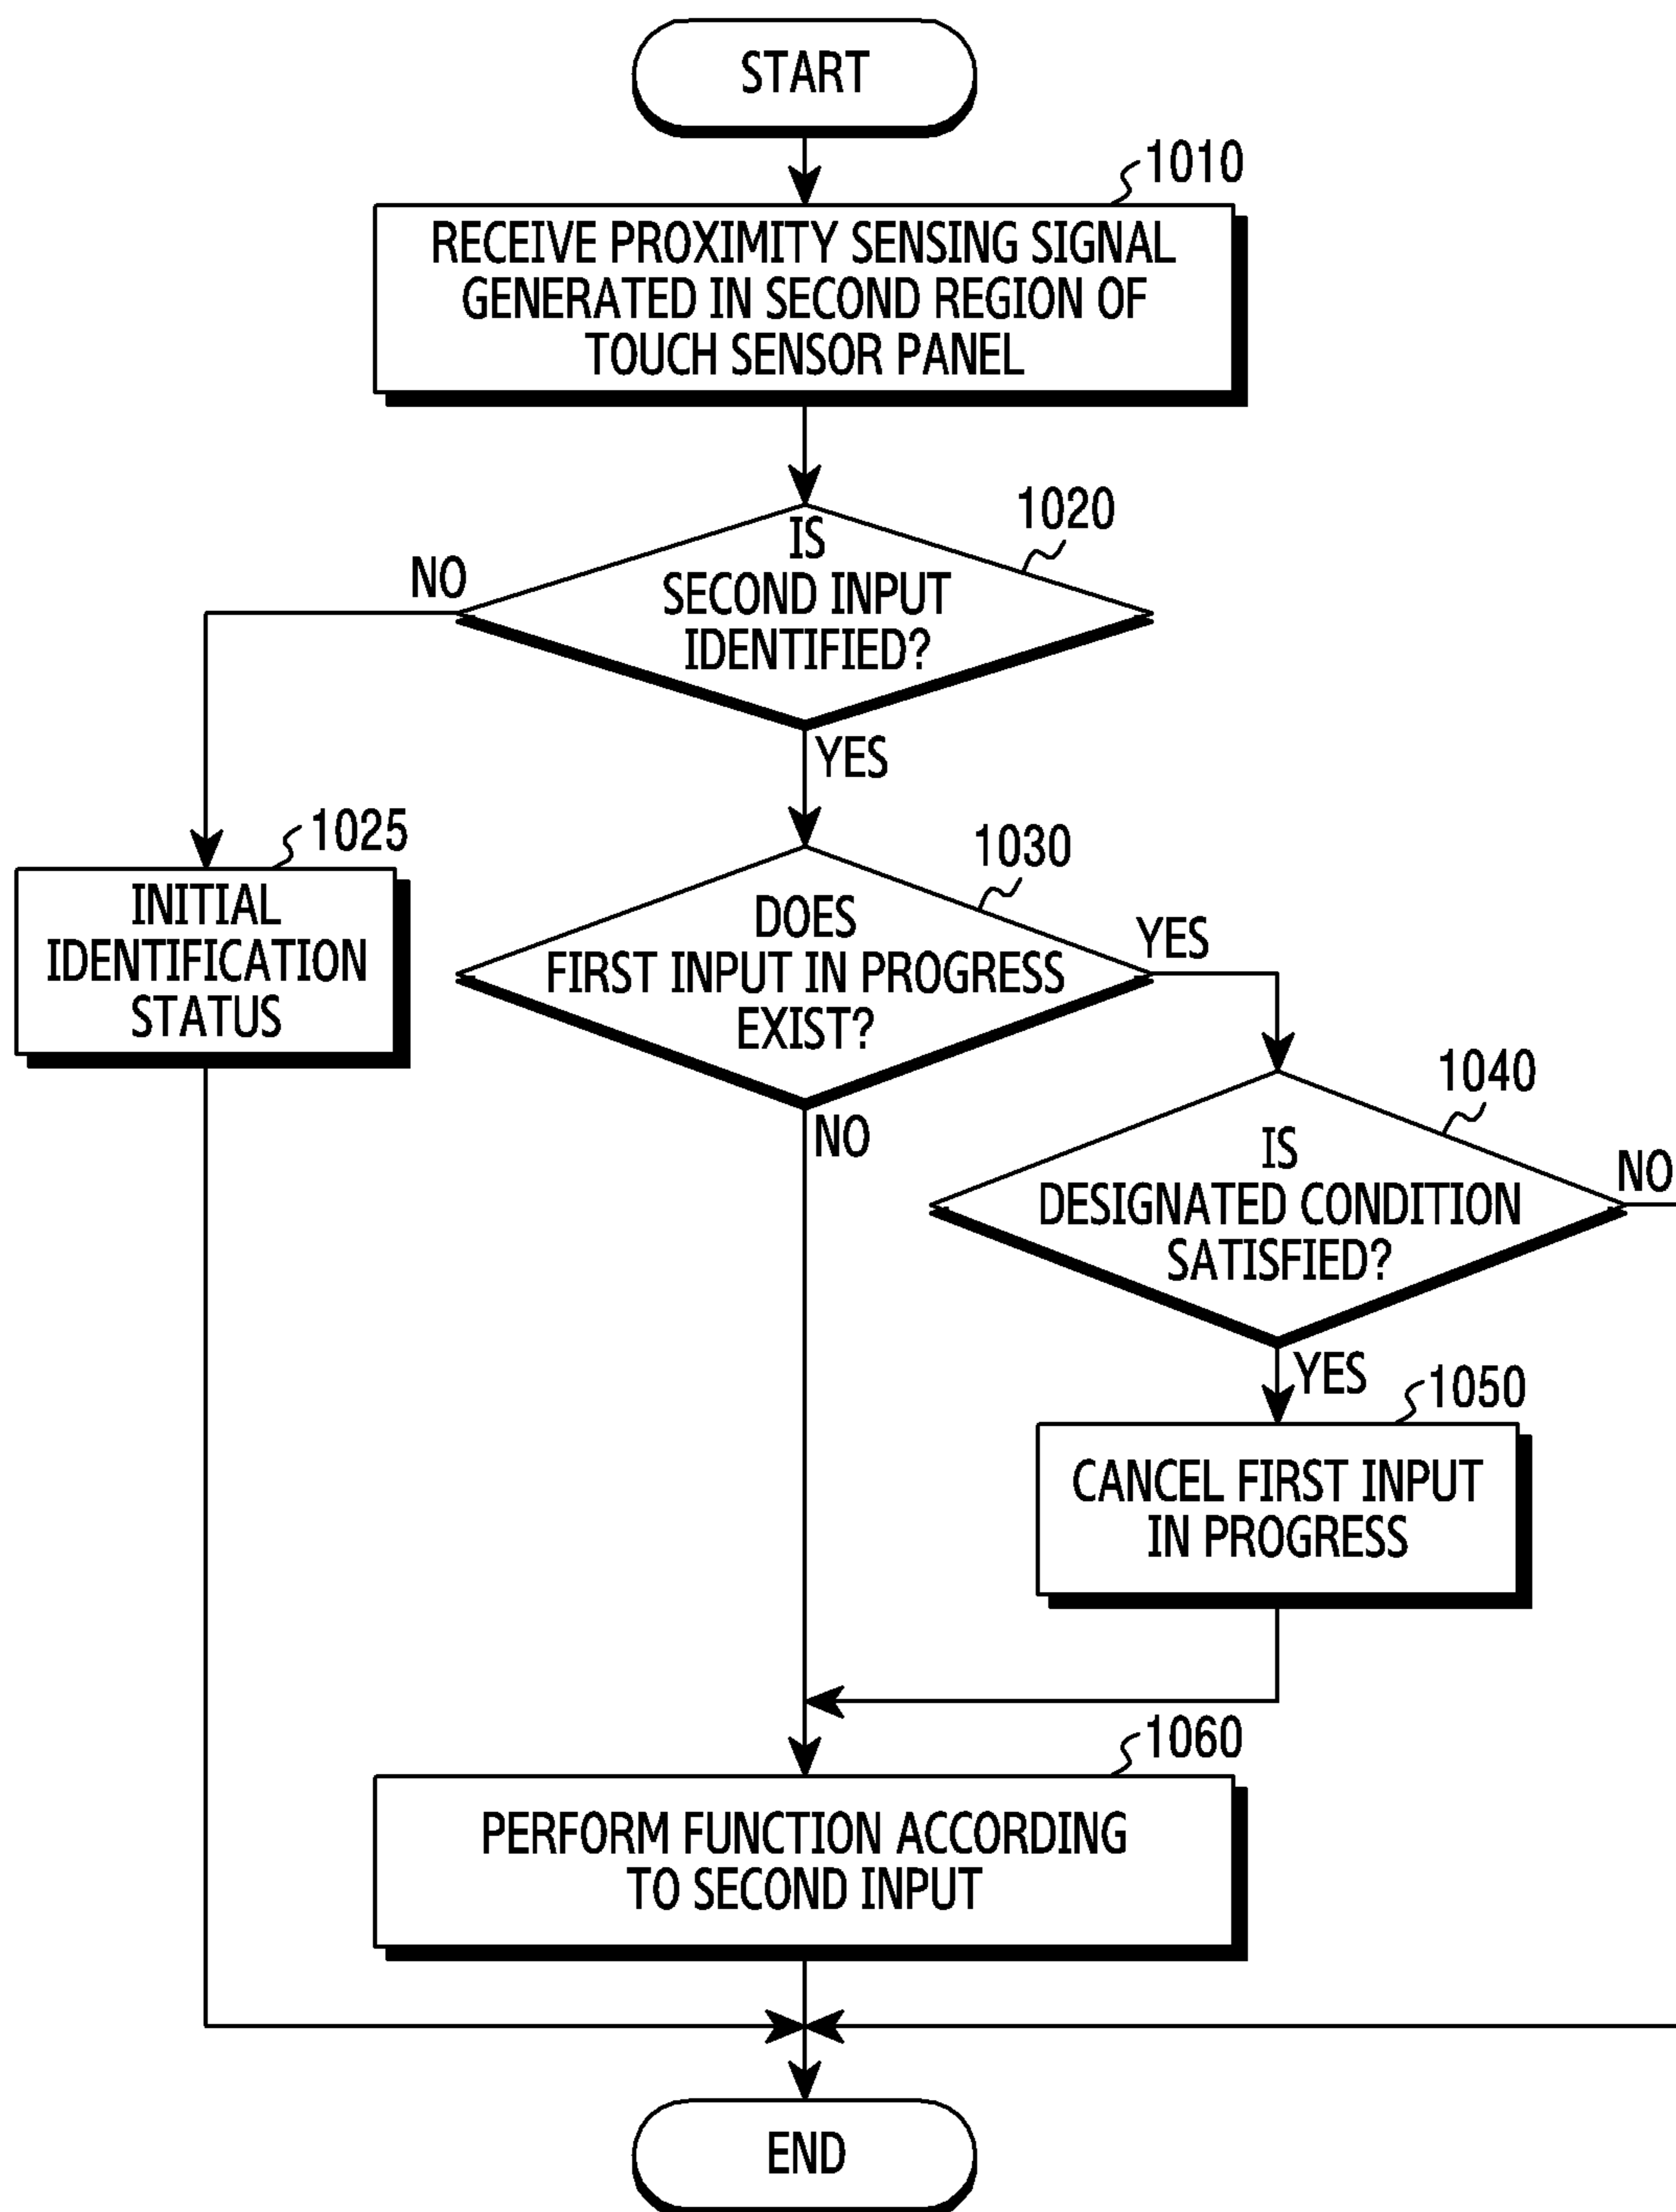 START
1010
RECEIVE PROXIMITY SENSING SIGNAL
GENERATED IN SECOND REGION OF
TOUCH SENSOR PANEL
1020
IS
SECOND INPUT
IDENTIFIED?
NO
YES
1025
INITIAL
IDENTIFICATION
STATUS
1030
DOES
FIRST INPUT IN PROGRESS
EXIST?
YES
NO
1040
IS
DESIGNATED CONDITION
SATISFIED?
NO
YES
1050
CANCEL FIRST INPUT
IN PROGRESS
1060
PERFORM FUNCTION ACCORDING
TO SECOND INPUT
END